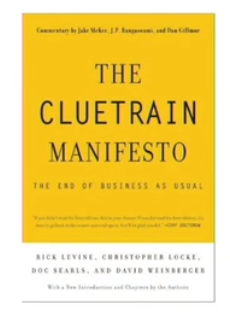 Commentary by Jake McKee, J.P. Rangaswami, and Dan Gillmor
THE
CLUETRAIN
MANIFESTO
THE END OF BUSINESS AS USUAL
RICK LEVINE, CHRISTOPHER LOCKE,
DOC SEARLS, AND DAVID WEINBERGER
With a New Introduction and Chapters by the Authors